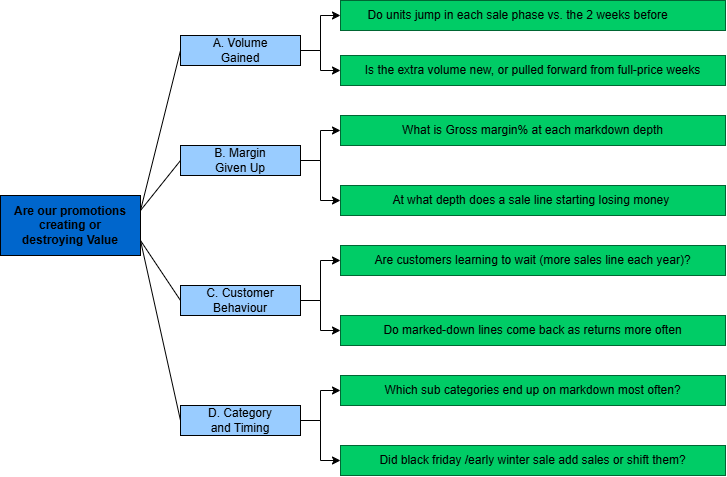 Do units jump in each sale phase vs. the 2 weeks before
A. Volume
Gained
Is the extra volume new, or pulled forward from full-price weeks
What is Gross margin% at each markdown depth
B. Margin
Given Up
At what depth does a sale line starting losing money
Are our promotions
creating or
destroying Value
Are customers learning to wait (more sales line each year)?
C. Customer
Behaviour
Do marked-down lines come back as returns more often
Which sub categories end up on markdown most often?
D. Category
and Timing
Did black friday /early winter sale add sales or shift them?